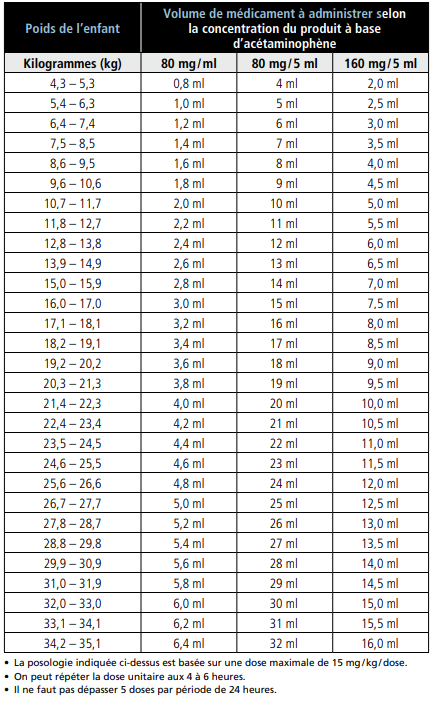 Poids de l’enfant
Volume de médicament à administrer selon
la concentration du produit à base
d’acétaminophène
Kilogrammes (kg) 80 mg/ml 80 mg/5 ml 160 mg/5 ml
4,3 – 5,3 0,8 ml 4 ml 2,0 ml
5,4 – 6,3 1,0 ml 5 ml 2,5 ml
6,4 – 7,4 1,2 ml 6 ml 3,0 ml
7,5 – 8,5 1,4 ml 7 ml 3,5 ml
8,6 – 9,5 1,6 ml 8 ml 4,0 ml
9,6 – 10,6 1,8 ml 9 ml 4,5 ml
10,7 – 11,7 2,0 ml 10 ml 5,0 ml
11,8 – 12,7 2,2 ml 11 ml 5,5 ml
12,8 – 13,8 2,4 ml 12 ml 6,0 ml
13,9 – 14,9 2,6 ml 13 ml 6,5 ml
15,0 – 15,9 2,8 ml 14 ml 7,0 ml
16,0 – 17,0 3,0 ml 15 ml 7,5 ml
17,1 – 18,1 3,2 ml 16 ml 8,0 ml
18,2 – 19,1 3,4 ml 17 ml 8,5 ml
19,2 – 20,2 3,6 ml 18 ml 9,0 ml
20,3 – 21,3 3,8 ml 19 ml 9,5 ml
21,4 – 22,3 4,0 ml 20 ml 10,0 ml
22,4 – 23,4 4,2 ml 21 ml 10,5 ml
23,5 – 24,5 4,4 ml 22 ml 11,0 ml
24,6 – 25,5 4,6 ml 23 ml 11,5 ml
25,6 – 26,6 4,8 ml 24 ml 12,0 ml
26,7 – 27,7 5,0 ml 25 ml 12,5 ml
27,8 – 28,7 5,2 ml 26 ml 13,0 ml
28,8 – 29,8 5,4 ml 27 ml 13,5 ml
29,9 – 30,9 5,6 ml 28 ml 14,0 ml
31,0 – 31,9 5,8 ml 29 ml 14,5 ml
32,0 – 33,0 6,0 ml 30 ml 15,0 ml
33,1 – 34,1 6,2 ml 31 ml 15,5 ml
34,2 – 35,1 6,4 ml 32 ml 16,0 ml
• La posologie indiquée ci-dessus est basée sur une dose maximale de 15 mg/kg/dose.
• On peut répéter la dose unitaire aux 4 à 6 heures.
• Il ne faut pas dépasser 5 doses par période de 24 heures.